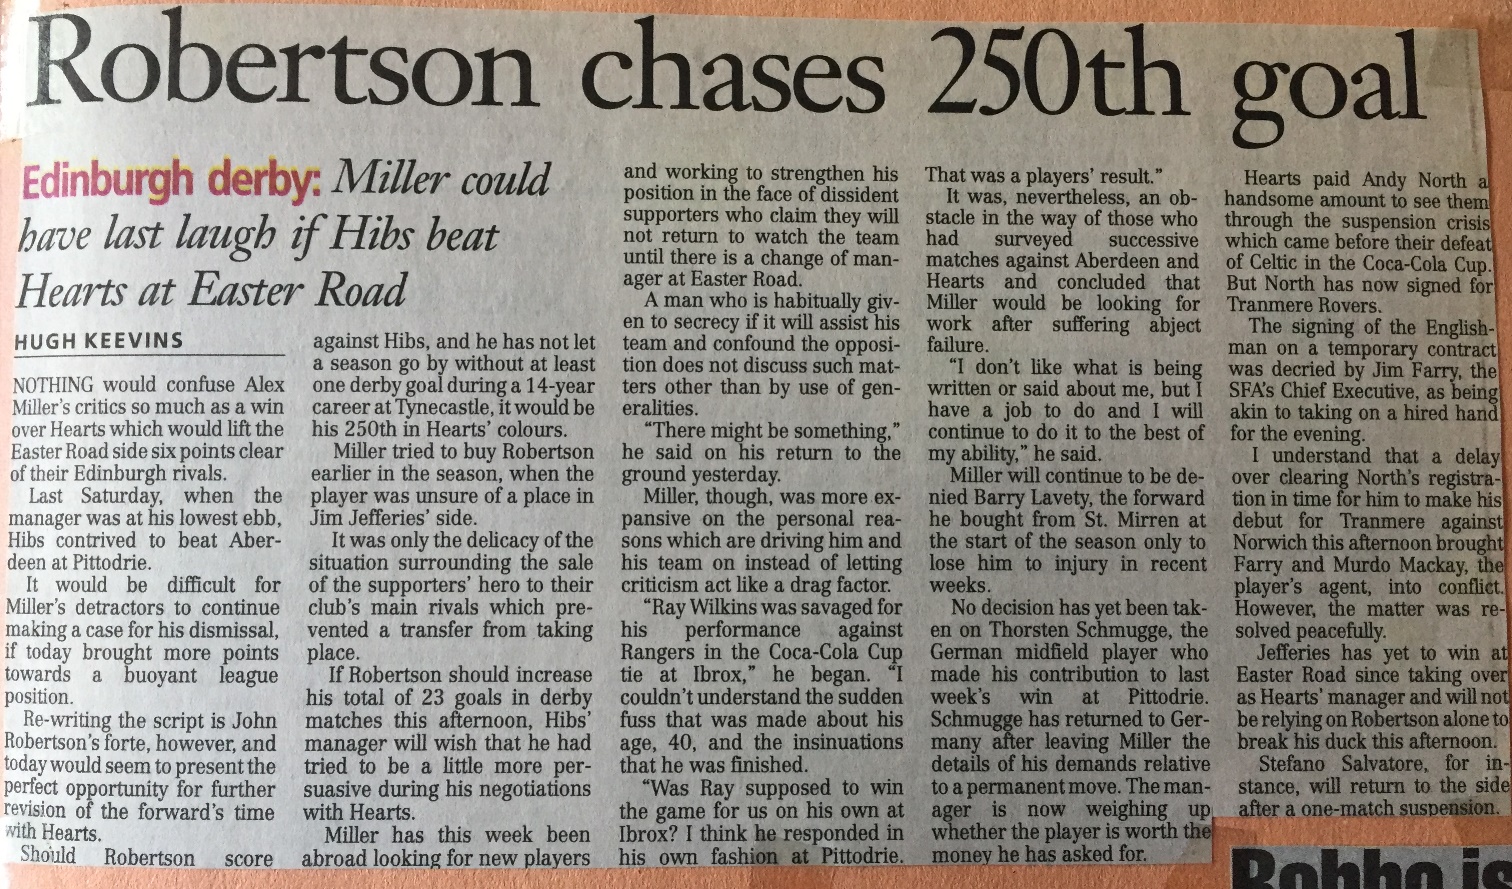 Robertson chases 250th goal
Edinburgh derby: Miller could
have last laugh if Hibs beat
Hearts at Easter Road
HUGH KEEVINS
NOTHING would confuse Alex
Miller's critics so much as a win
over Hearts which would lift the
Easter Road side six points clear
of their Edinburgh rivals.
Last Saturday, when the
manager was at his lowest ebb,
Hibs contrived to beat Aber-
deen at Pittodrie.
It would be difficult for
Miller's detractors to continue
making a case for his dismissal,
if today brought more points
towards a buoyant league
position.
Re-writing the script is John
Robertson's forte, however, and
today would seem to present the
perfect opportunity for further
revision of the forward's time
with Hearts.
Should Robertson score
against Hibs, and he has not let
a season go by without at least
one derby goal during a 14-year
career at Tynecastle, it would be
his 250th in Hearts' colours.
Miller tried to buy Robertson
earlier in the season, when the
player was unsure of a place in
Jim Jefferies' side.
It was only the delicacy of the
situation surrounding the sale
of the supporters' hero to their
club's main rivals which pre-
vented a transfer from taking
place.
If Robertson should increase
his total of 23 goals in derby
matches this afternoon, Hibs'
manager will wish that he had
tried to be a little more per-
suasive during his negotiations
with Hearts.
Miller has this week been
abroad looking for new players
and working to strengthen his
position in the face of dissident
supporters who claim they will
not return to watch the team
until there is a change of man-
ager at Easter Road.
A man who is habitually giv-
en to secrecy if it will assist his
team and confound the opposi-
tion does not discuss such mat-
ters other than by use of gen-
eralities.
“There might be something,”
he said on his return to the
ground yesterday.
Miller, though, was more ex-
pansive on the personal rea-
sons which are driving him and
his team on instead of letting
criticism act like a drag factor.
“Ray Wilkins was savaged for
his performance against
Rangers in the Coca-Cola Cup
tie at Ibrox,” he began. “I
couldn't understand the sudden
fuss that was made about his
age, 40, and the insinuations
that he was finished.
“Was Ray supposed to win
the game for us on his own at
Ibrox? I think he responded in
his own fashion at Pittodrie.
That was a players' result.”
It was, nevertheless, an ob-
stacle in the way of those who
had surveyed successive
matches against Aberdeen and
Hearts and concluded that
Miller would be looking for
work after suffering abject
failure.
“I don't like what is being
written or said about me, but I
have a job to do and I will
continue to do it to the best of
my ability,” he said.
Miller will continue to be de-
nied Barry Lavety, the forward
he bought from St. Mirren at
the start of the season only to
lose him to injury in recent
weeks.
No decision has yet been tak-
en on Thorsten Schmugge, the
German midfield player who
made his contribution to last
week's win at Pittodrie.
Schmugge has returned to Ger-
many after leaving Miller the
details of his demands relative
to a permanent move. The man-
ager is now weighing up
whether the player is worth the
money he has asked for.
Hearts paid Andy North a
handsome amount to see them
through the suspension crisis
which came before their defeat
of Celtic in the Coca-Cola Cup.
But North has now signed for
Tranmere Rovers.
The signing of the English-
man on a temporary contract
was decried by Jim Farry, the
SFA's Chief Executive, as being
akin to taking on a hired hand
for the evening.
I understand that a delay
over clearing North's registra-
tion in time for him to make his
debut for Tranmere against
Norwich this afternoon brought
Farry and Murdo Mackay, the
player's agent, into conflict.
However, the matter was re-
solved peacefully.
Jefferies has yet to win at
Easter Road since taking over
as Hearts' manager and will not
be relying on Robertson alone to
break his duck this afternoon.
Stefano Salvatore, for in-
stance, will return to the side
after a one-match suspension.
Robbo is